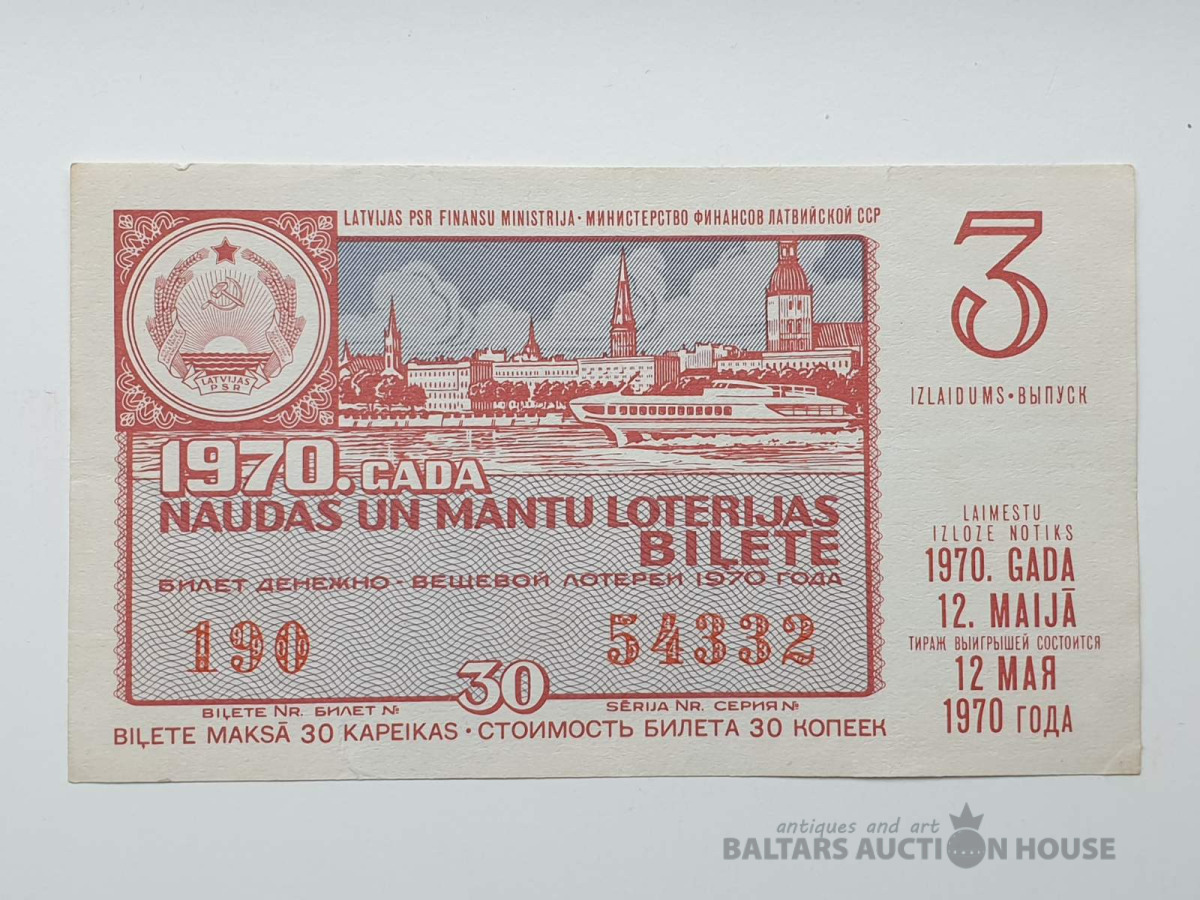 LATVIJAS PSR FINANSU MINISTRIJA · МИНИСТЕРСТВО ФИНАНСОВ ЛАТВИЙСКОЙ ССР
LATVIJAS
PSR
1970. GADA
NAUDAS UN MANTU LOTERIJAS
BIĻETE
БИЛЕТ ДЕНЕЖНО - ВЕЩЕВОЙ ЛОТЕРЕИ 1970 ГОДА
190 54332
30
BIĻETE NR. БИЛЕТ № SĒRIJA NR. СЕРИЯ №
BIĻETE MAKSĀ 30 KAPEIKAS · СТОИМОСТЬ БИЛЕТА 30 КОПЕЕК
3
IZLAIDUMS · ВЫПУСК
LAIMESTU
IZLOZE NOTIKS
1970. GADA
12. MAIJĀ
ТИРАЖ ВЫИГРЫШЕЙ СОСТОИТСЯ
12 МАЯ
1970 ГОДА
antiques and art
BALTARS AUCTION HOUSE